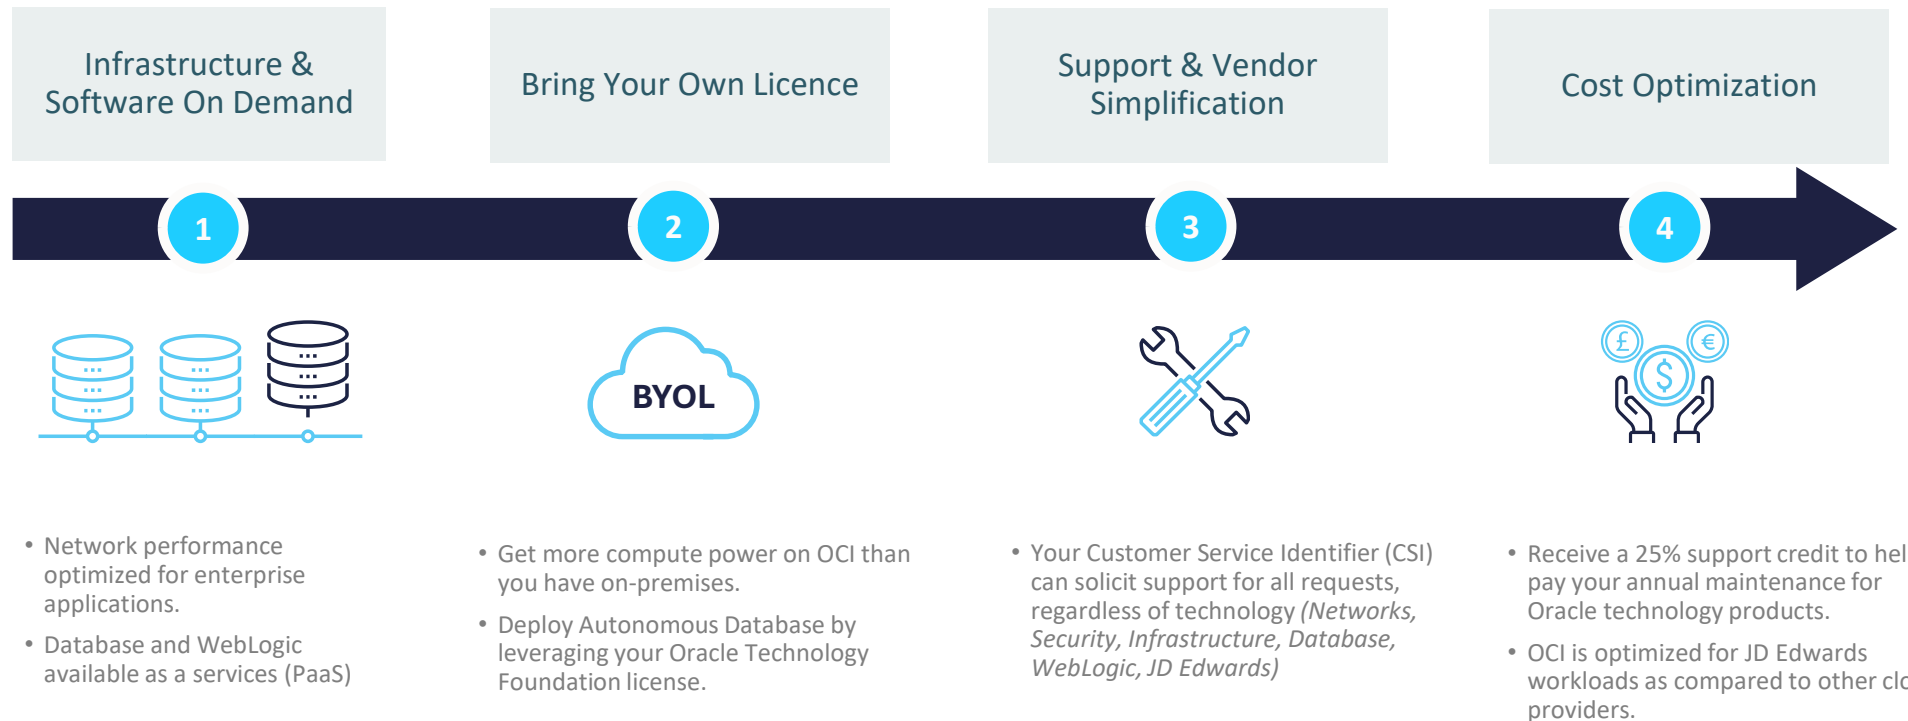 Infrastructure &
Software On Demand
Bring Your Own Licence
Support & Vendor
Simplification
Cost Optimization
1
2
3
4
BYOL
£
$
€
• Network performance
optimized for enterprise
applications.
• Database and WebLogic
available as a services (PaaS)
• Get more compute power on OCI than
you have on-premises.
• Deploy Autonomous Database by
leveraging your Oracle Technology
Foundation license.
• Your Customer Service Identifier (CSI)
can solicit support for all requests,
regardless of technology (Networks,
Security, Infrastructure, Database,
WebLogic, JD Edwards)
• Receive a 25% support credit to hel
pay your annual maintenance for
Oracle technology products.
• OCI is optimized for JD Edwards
workloads as compared to other clo
providers.